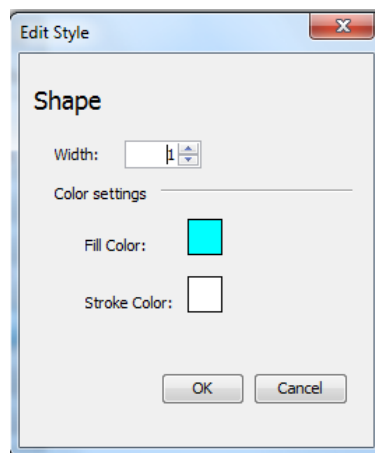 Edit Style
Shape
Width: 1
Color settings
Fill Color:
Stroke Color:
OK Cancel